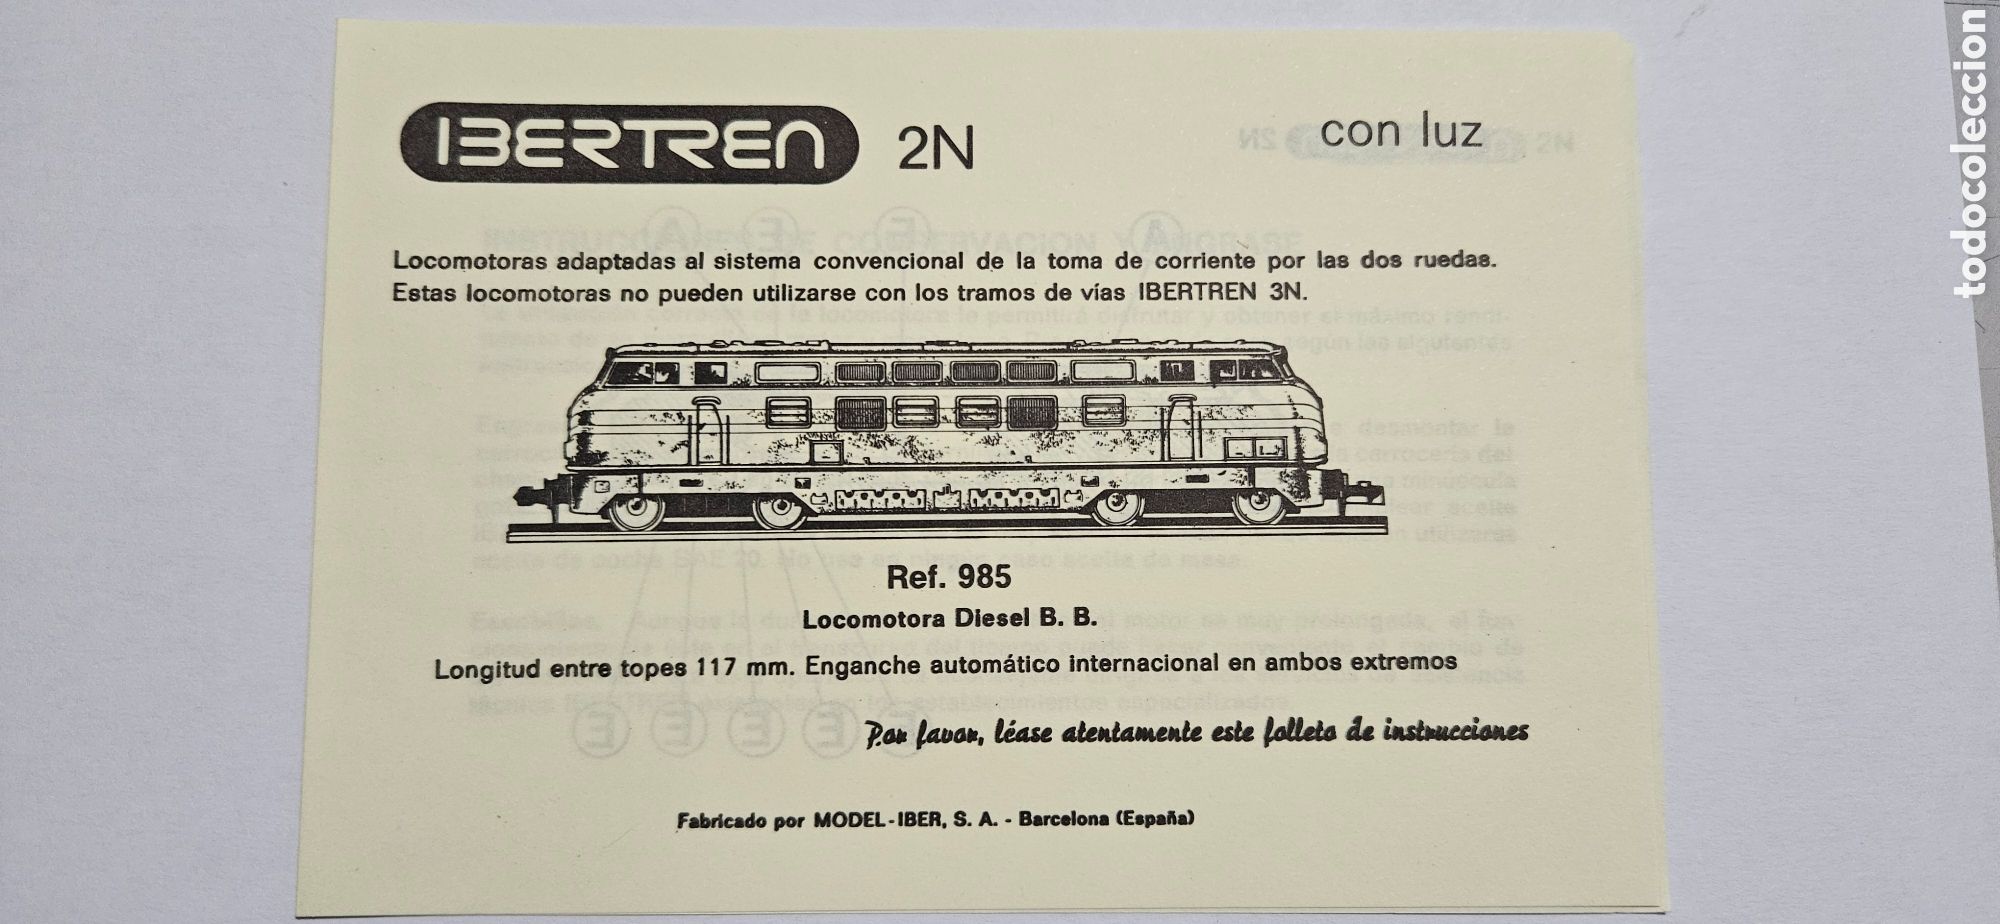 IBERTREN 2N con luz
Locomotoras adaptadas al sistema convencional de la toma de corriente por las dos ruedas.
Estas locomotoras no pueden utilizarse con los tramos de vías IBERTREN 3N.
Ref. 985
Locomotora Diesel B. B.
Longitud entre topes 117 mm. Enganche automático internacional en ambos extremos
Por favor, léase atentamente este folleto de instrucciones
Fabricado por MODEL-IBER, S. A. - Barcelona (España)
todocoleccion